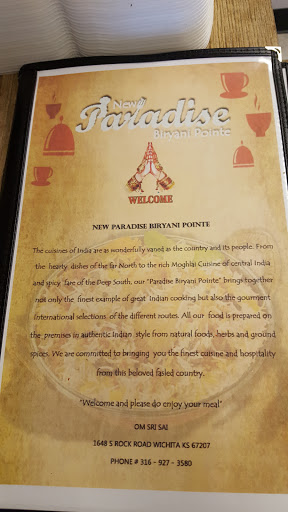 New
Paradise
Biryani Pointe
WELCOME
NEW PARADISE BIRYANI POINTE
The cuisines of India are as wonderfully varied as the country and its people. From
the hearty dishes of the far North to the rich Moghlai Cuisine of central India
and spicy fare of the Deep South, our "Paradise Biryani Pointe" brings together
not only the finest example of great Indian cooking but also the gourment
International selections of the different routes. All our food is prepared on
the premises in authentic Indian style from natural foods, herbs and ground
spices. We are committed to bringing you the finest cuisine and hospitality
from this beloved fasled country.
"Welcome and please do enjoy your meal"
OM SRI SAI
1648 S ROCK ROAD WICHITA KS 67207
PHONE # 316 - 927 - 3580